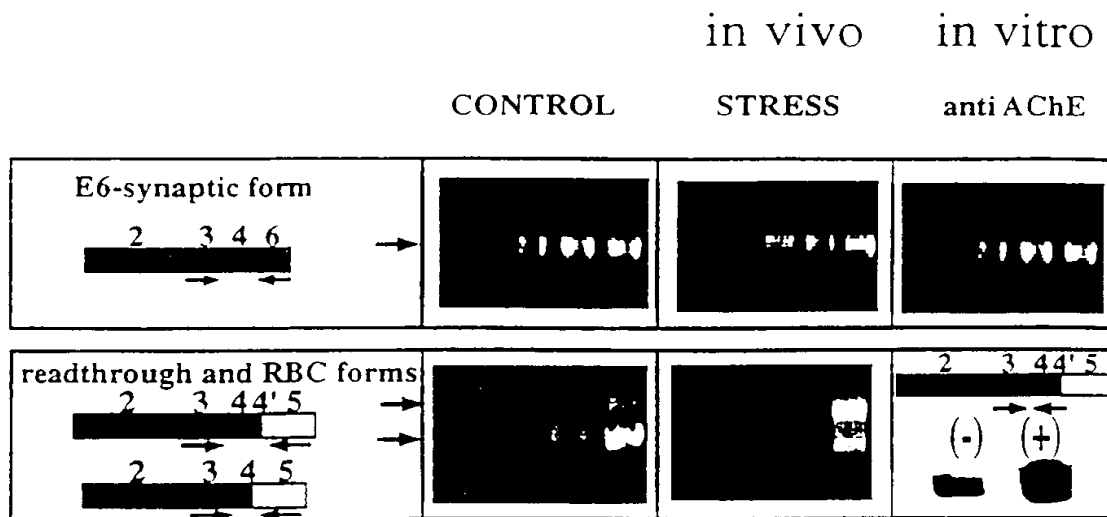 in vivo in vitro
CONTROL STRESS anti AChE
E6-synaptic form
2 3 4 6
readthrough and RBC forms
2 3 4 4' 5
2 3 4 5
2 3 4 4' 5
(-) (+)